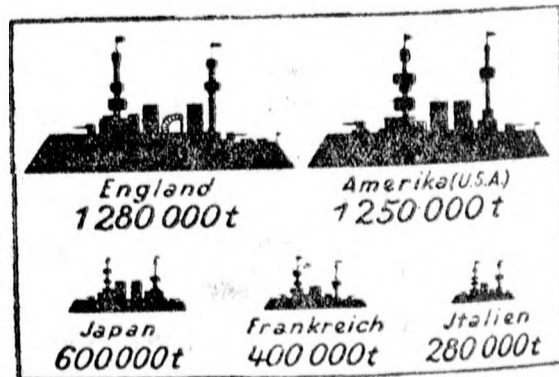 England
1280000t
Amerika(U.S.A.)
1250000t
Japan
600000t
Frankreich
400000t
Jtalien
280000t